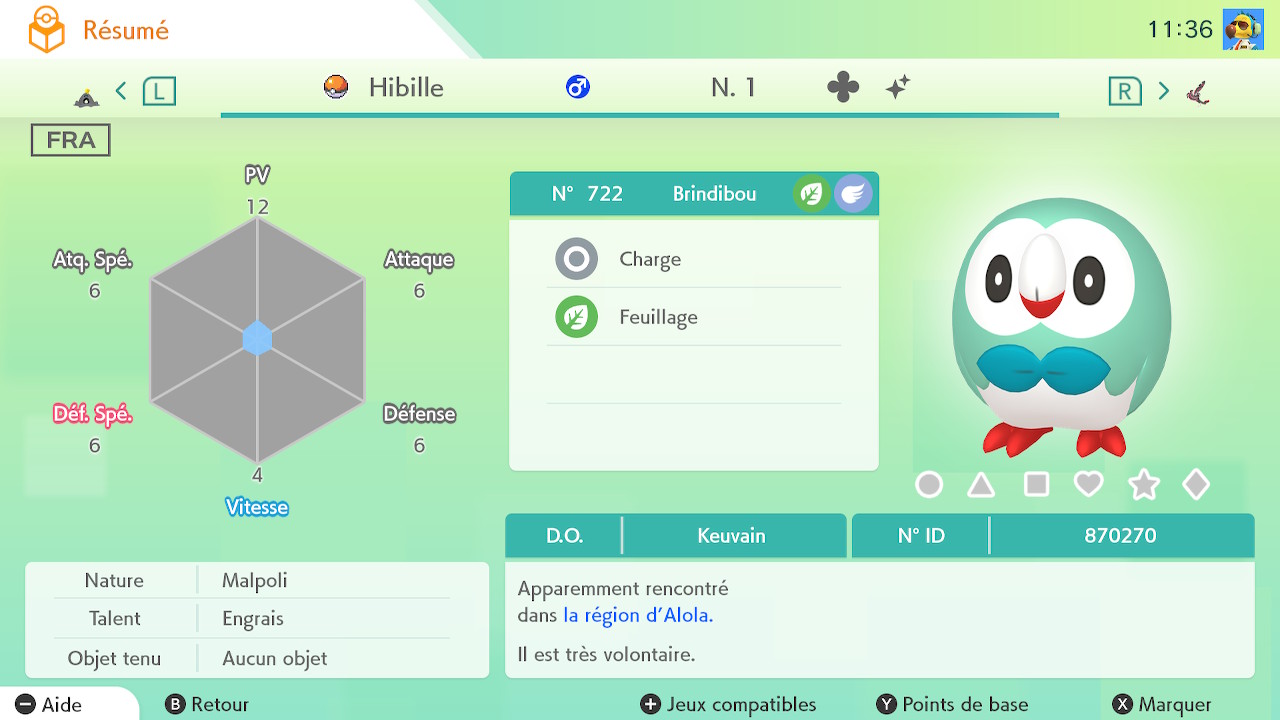 Résumé
11:36
L
Hibille
N. 1
R
FRA
PV
12
Atq. Spé.
6
Attaque
6
Déf. Spé.
6
Défense
6
4
Vitesse
N° 722 Brindibou
Charge
Feuillage
D.O. Keuvain N° ID 870270
Nature Malpoli
Talent Engrais
Objet tenu Aucun objet
Apparemment rencontré
dans la région d'Alola.
Il est très volontaire.
Aide
B Retour
Jeux compatibles
Y Points de base
X Marquer